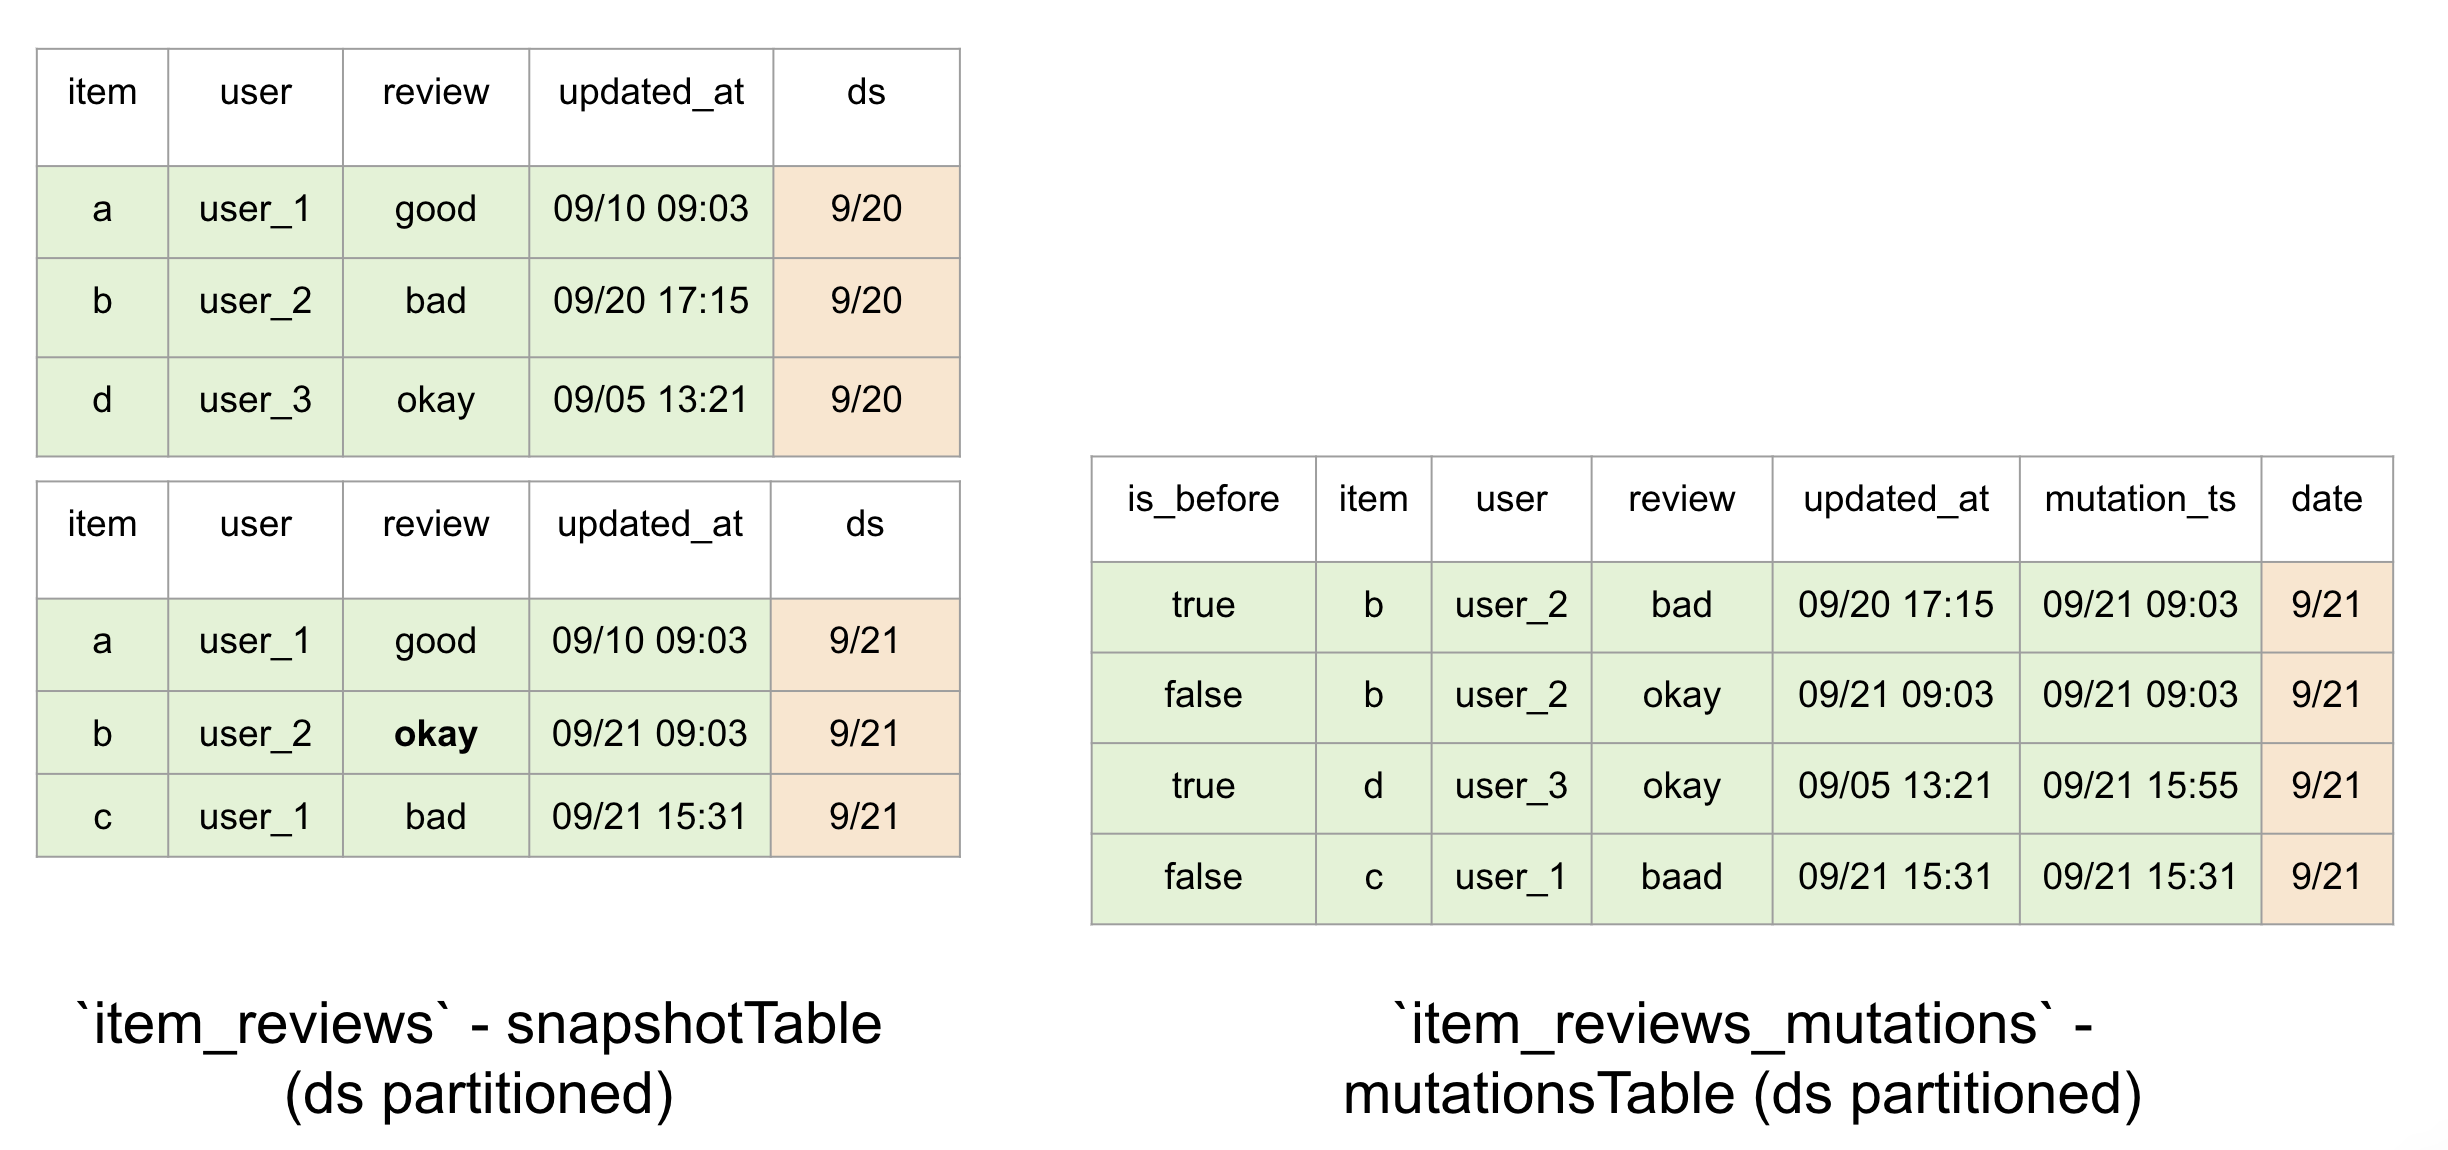 item user review updated_at ds
a user_1 good 09/10 09:03 9/20
b user_2 bad 09/20 17:15 9/20
d user_3 okay 09/05 13:21 9/20
item user review updated_at ds
a user_1 good 09/10 09:03 9/21
b user_2 okay 09/21 09:03 9/21
c user_1 bad 09/21 15:31 9/21
`item_reviews` - snapshotTable
(ds partitioned)
is_before item user review updated_at mutation_ts date
true b user_2 bad 09/20 17:15 09/21 09:03 9/21
false b user_2 okay 09/21 09:03 09/21 09:03 9/21
true d user_3 okay 09/05 13:21 09/21 15:55 9/21
false c user_1 baad 09/21 15:31 09/21 15:31 9/21
`item_reviews_mutations` -
mutationsTable (ds partitioned)